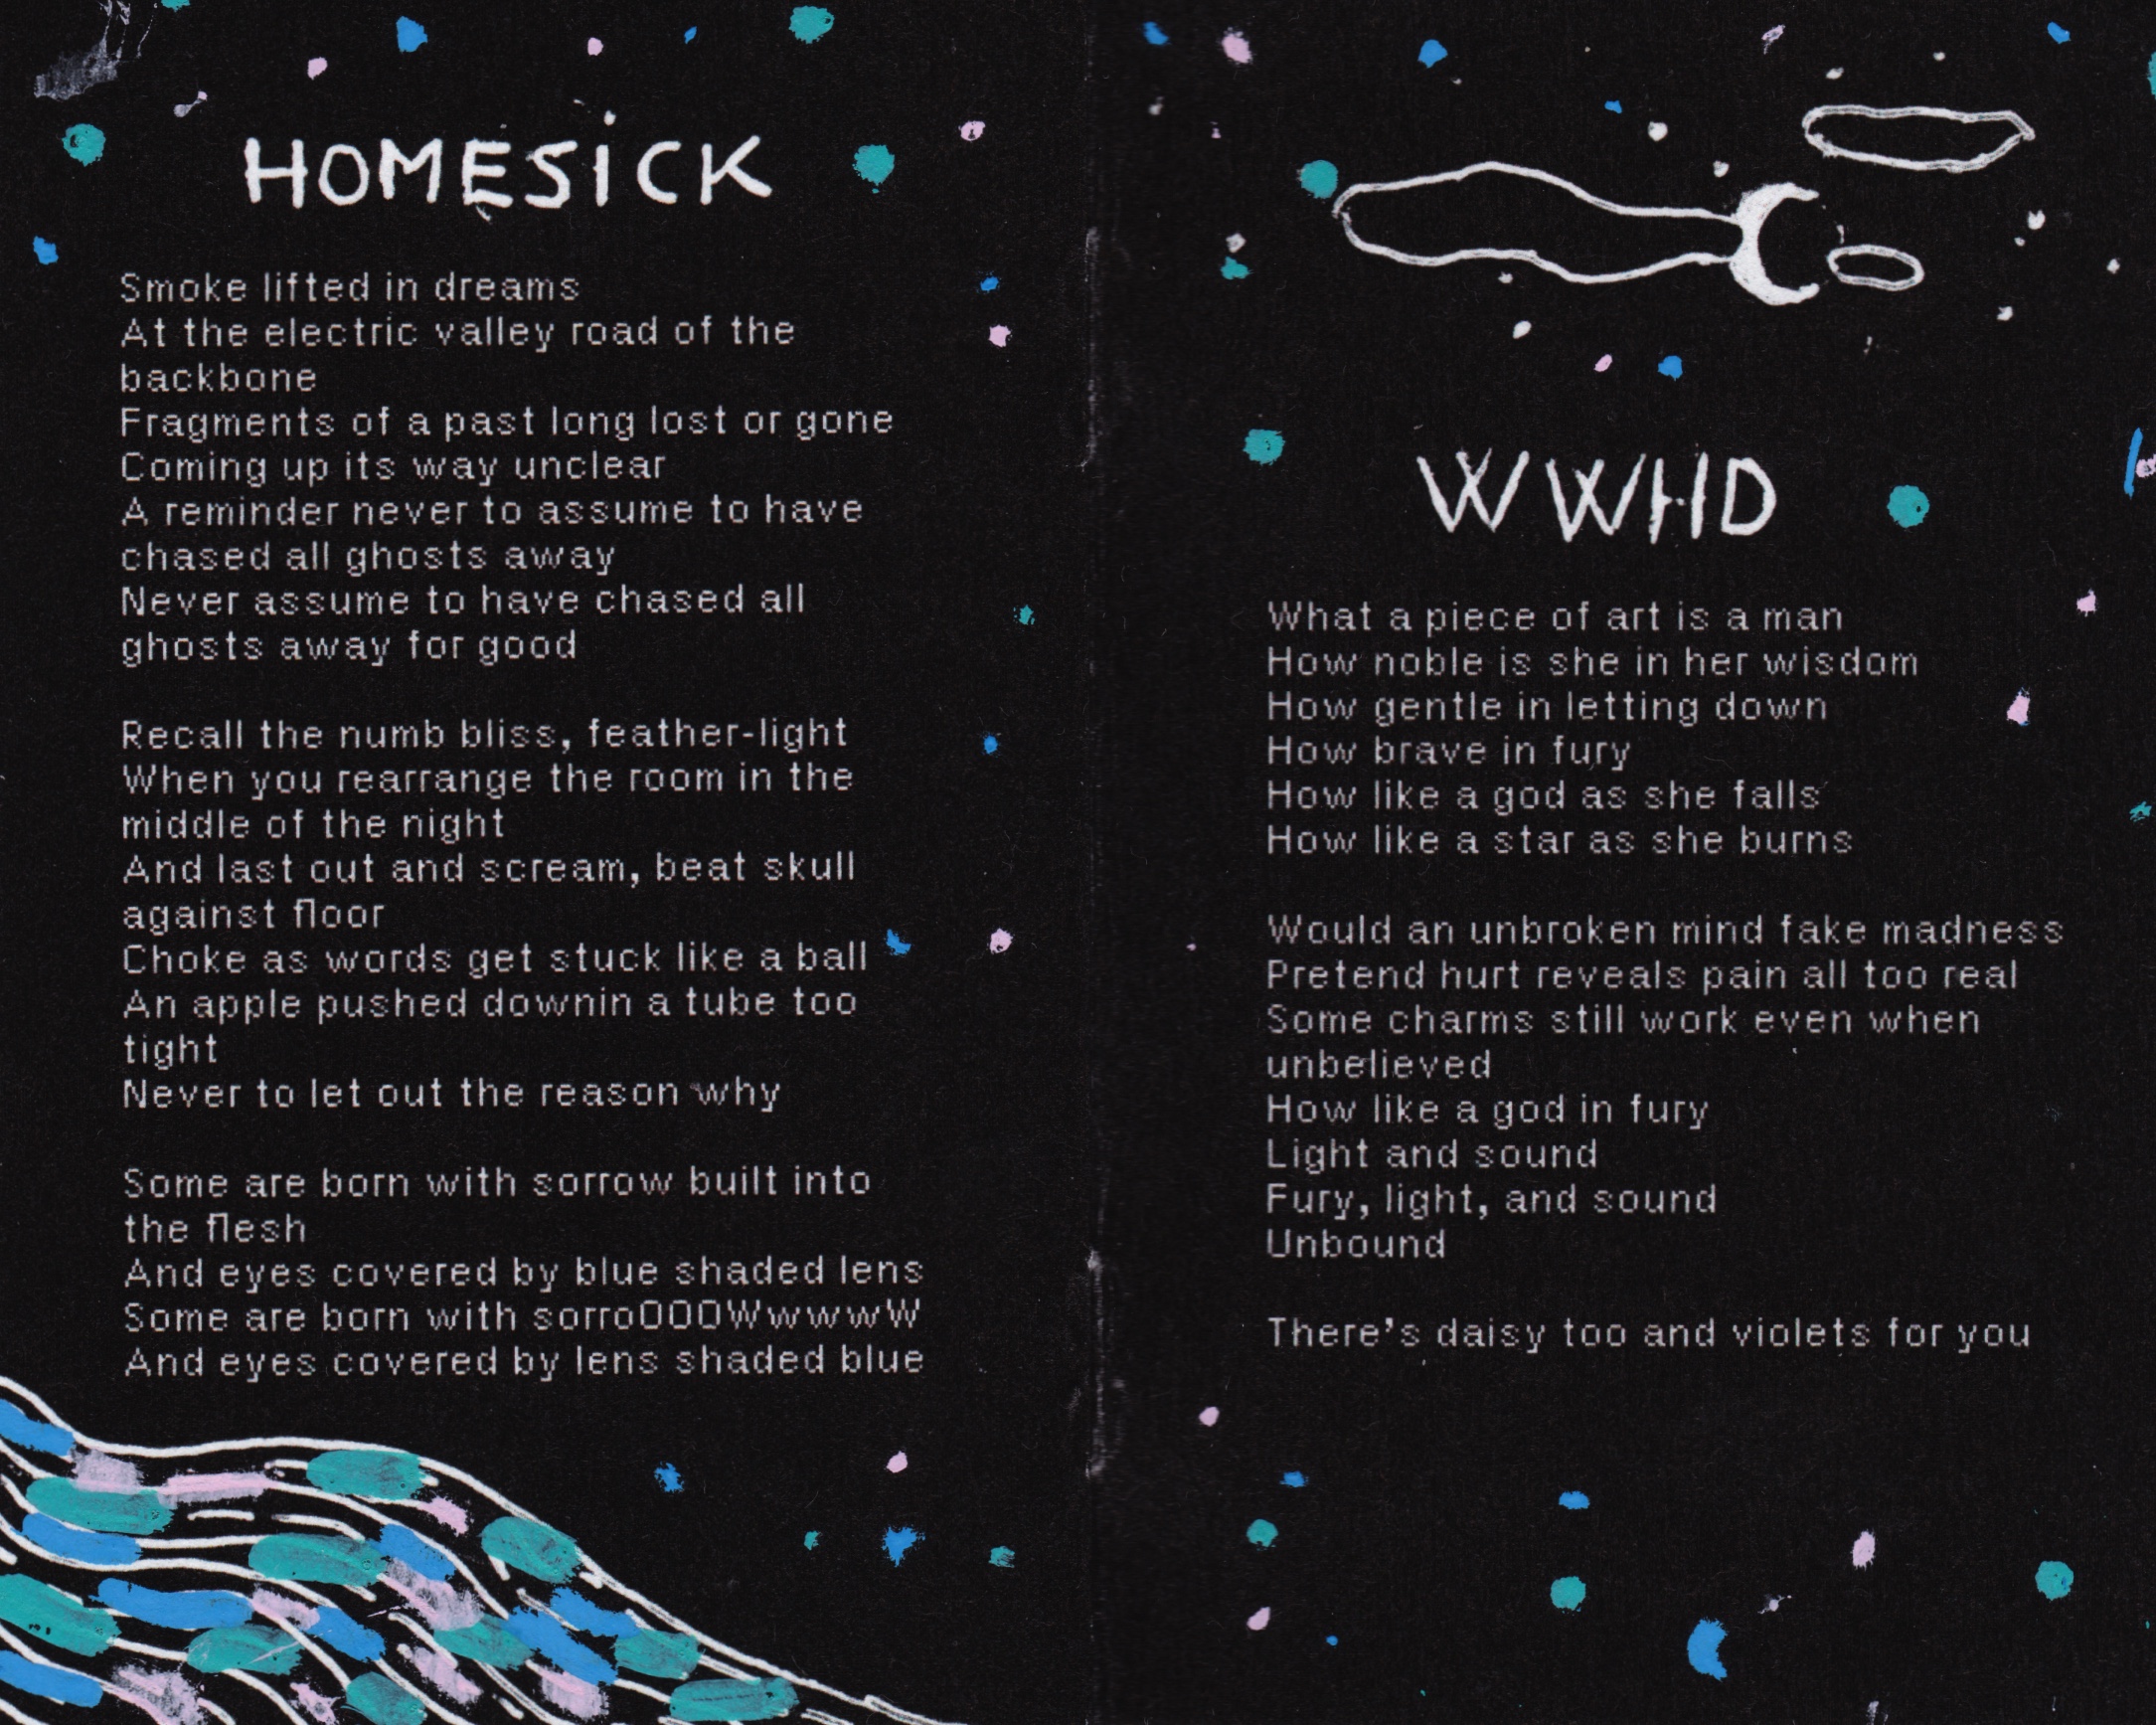 HOMESICK
Smoke lifted in dreams
At the electric valley road of the
backbone
Fragments of a past long lost or gone
Coming up its way unclear
A reminder never to assume to have
chased all ghosts away
Never assume to have chased all
ghosts away for good
Recall the numb bliss, feather-light
When you rearrange the room in the
middle of the night
And last out and scream, beat skull
against floor
Choke as words get stuck like a ball
An apple pushed downin a tube too
tight
Never to let out the reason why
Some are born with sorrow built into
the flesh
And eyes covered by blue shaded lens
Some are born with sorroOOOWwwwW
And eyes covered by lens shaded blue
WWHD
What a piece of art is a man
How noble is she in her wisdom
How gentle in letting down
How brave in fury
How like a god as she falls
How like a star as she burns
Would an unbroken mind fake madness
Pretend hurt reveals pain all too real
Some charms still work even when
unbelieved
How like a god in fury
Light and sound
Fury, light, and sound
Unbound
There's daisy too and violets for you